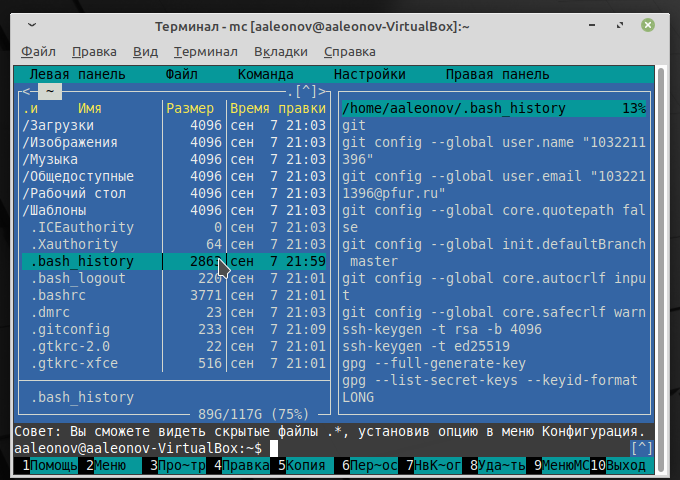 Терминал - mc [aaleonov@aaleonov-VirtualBox]:~
Файл Правка Вид Терминал Вкладки Справка
Левая панель Файл Команда Настройки Правая панель
<─ ~ ─.[^]>
.и Имя Размер Время правки
/Загрузки 4096 сен 7 21:03
/Изображения 4096 сен 7 21:03
/Музыка 4096 сен 7 21:03
/Общедоступные 4096 сен 7 21:03
/Рабочий стол 4096 сен 7 21:03
/Шаблоны 4096 сен 7 21:03
.ICEauthority 0 сен 7 21:03
.Xauthority 64 сен 7 21:03
.bash_history 2863 сен 7 21:59
.bash_logout 220 сен 7 21:01
.bashrc 3771 сен 7 21:01
.dmrc 23 сен 7 21:03
.gitconfig 233 сен 7 21:09
.gtkrc-2.0 22 сен 7 21:01
.gtkrc-xfce 516 сен 7 21:01
.bash_history
89G/117G (75%)
/home/aaleonov/.bash_history 13%
git
git config --global user.name "1032211
396"
git config --global user.email "103221
1396@pfur.ru"
git config --global core.quotepath fal
se
git config --global init.defaultBranch
master
git config --global core.autocrlf inpu
t
git config --global core.safecrlf warn
ssh-keygen -t rsa -b 4096
ssh-keygen -t ed25519
gpg --full-generate-key
gpg --list-secret-keys --keyid-format
LONG
Совет: Вы сможете видеть скрытые файлы .*, установив опцию в меню Конфигурация.
aaleonov@aaleonov-VirtualBox:~$ [^]
1Помощь 2Меню 3Про~тр 4Правка 5Копия 6Пер~ос 7НвК~ог 8Уда~ть 9МенюMC 10Выход